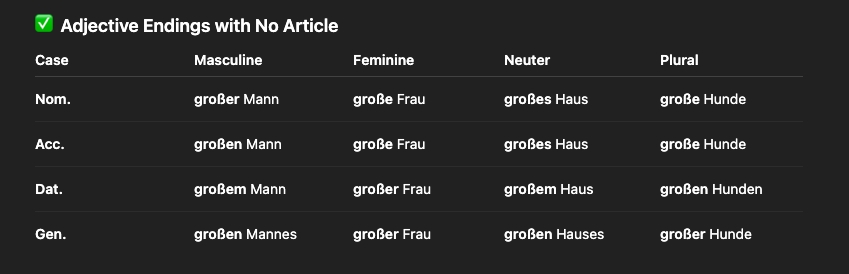 ✅ Adjective Endings with No Article
Case Masculine Feminine Neuter Plural
Nom. großer Mann große Frau großes Haus große Hunde
Acc. großen Mann große Frau großes Haus große Hunde
Dat. großem Mann großer Frau großem Haus großen Hunden
Gen. großen Mannes großer Frau großen Hauses großer Hunde